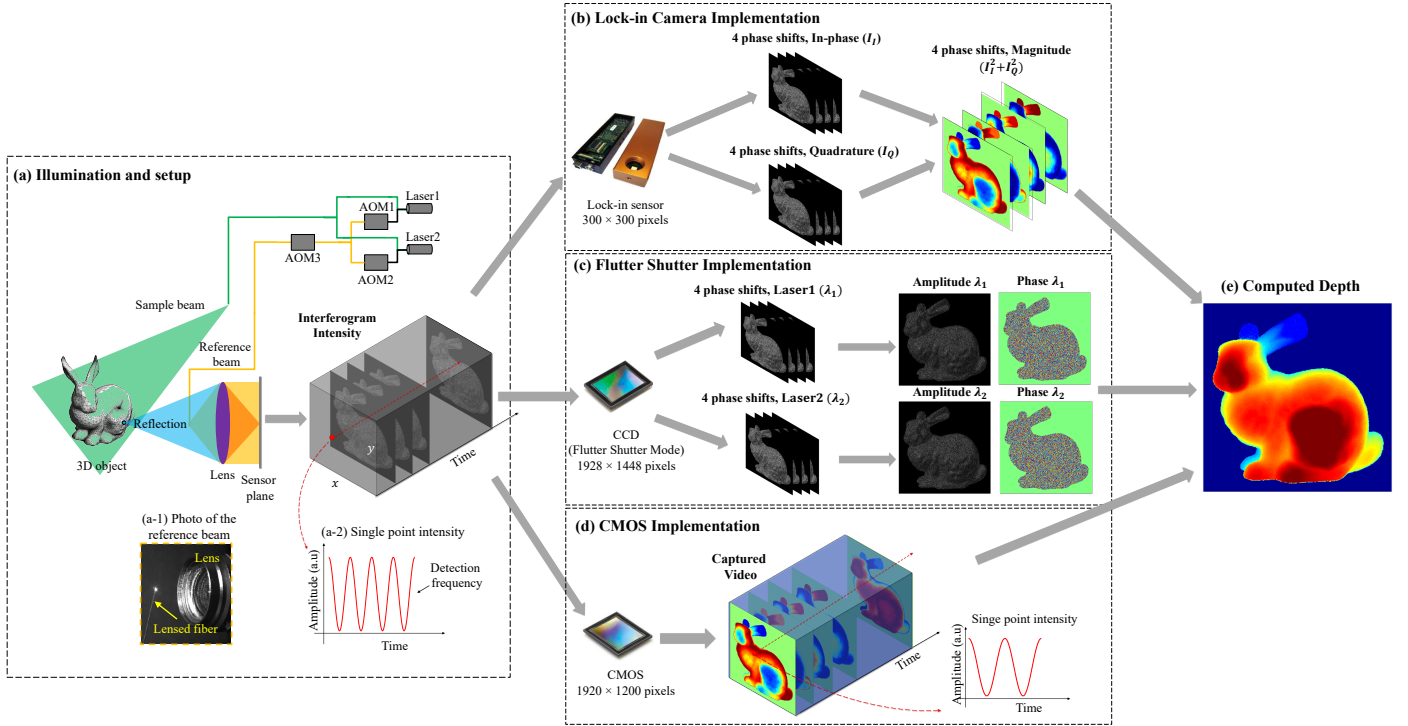 (a) Illumination and setup
AOM1
Laser1
Laser2
AOM3
AOM2
Sample beam
Interferogram
Intensity
Reference
beam
Reflection
3D object
Lens
Sensor
plane
x
y
Time
(a-1) Photo of the
reference beam
Lens
Lensed fiber
(a-2) Single point intensity
Amplitude (a.u)
Detection
frequency
Time
(b) Lock-in Camera Implementation
4 phase shifts, In-phase (I_I)
4 phase shifts, Quadrature (I_Q)
Lock-in sensor
300 × 300 pixels
4 phase shifts, Magnitude
(I_I^2+I_Q^2)
(c) Flutter Shutter Implementation
4 phase shifts, Laser1 (λ₁)
4 phase shifts, Laser2 (λ₂)
CCD
(Flutter Shutter Mode)
1928 × 1448 pixels
Amplitude λ₁
Phase λ₁
Amplitude λ₂
Phase λ₂
(d) CMOS Implementation
Captured
Video
CMOS
1920 × 1200 pixels
Time
Singe point intensity
Amplitude (a.u)
Time
(e) Computed Depth